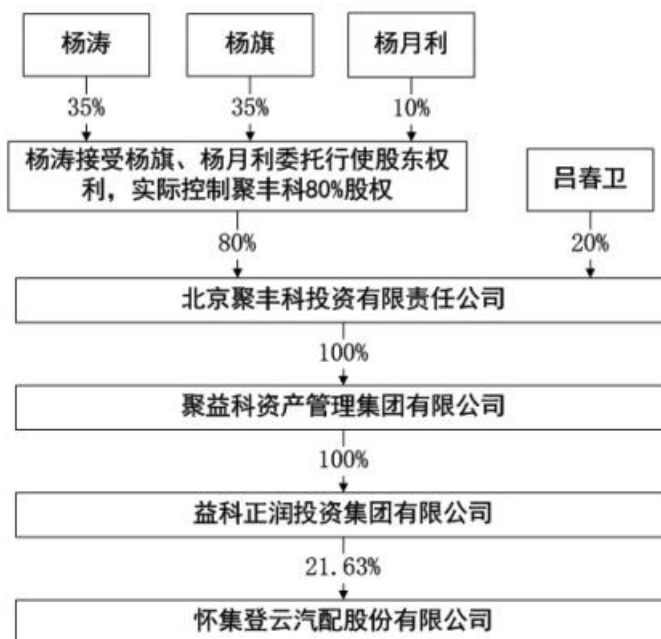 杨涛
杨旗
杨月利
35%
35%
10%
杨涛接受杨旗、杨月利委托行使股东权
利，实际控制聚丰科80%股权
吕春卫
80%
20%
北京聚丰科投资有限责任公司
100%
聚益科资产管理集团有限公司
100%
益科正润投资集团有限公司
21.63%
怀集登云汽配股份有限公司